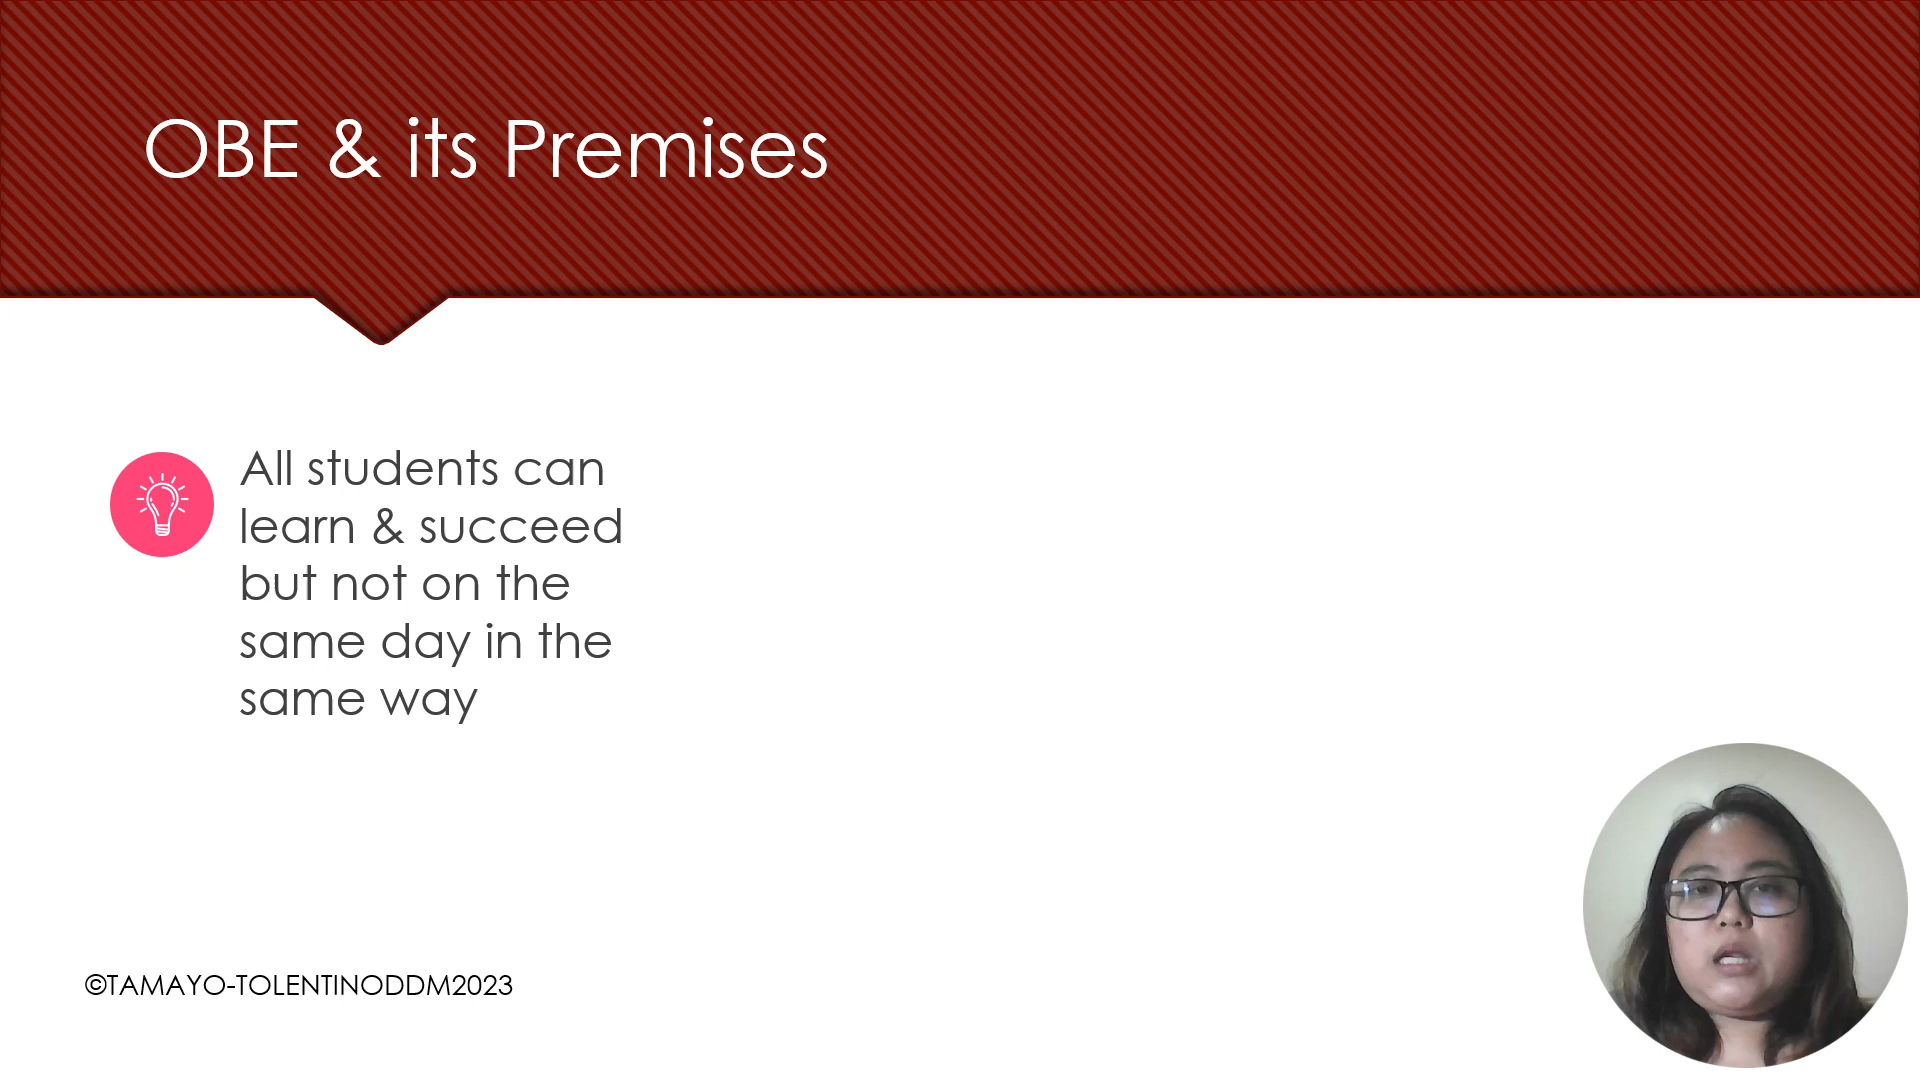 OBE & its Premises
All students can
learn & succeed
but not on the
same day in the
same way
©TAMAYO-TOLENTINODDM2023